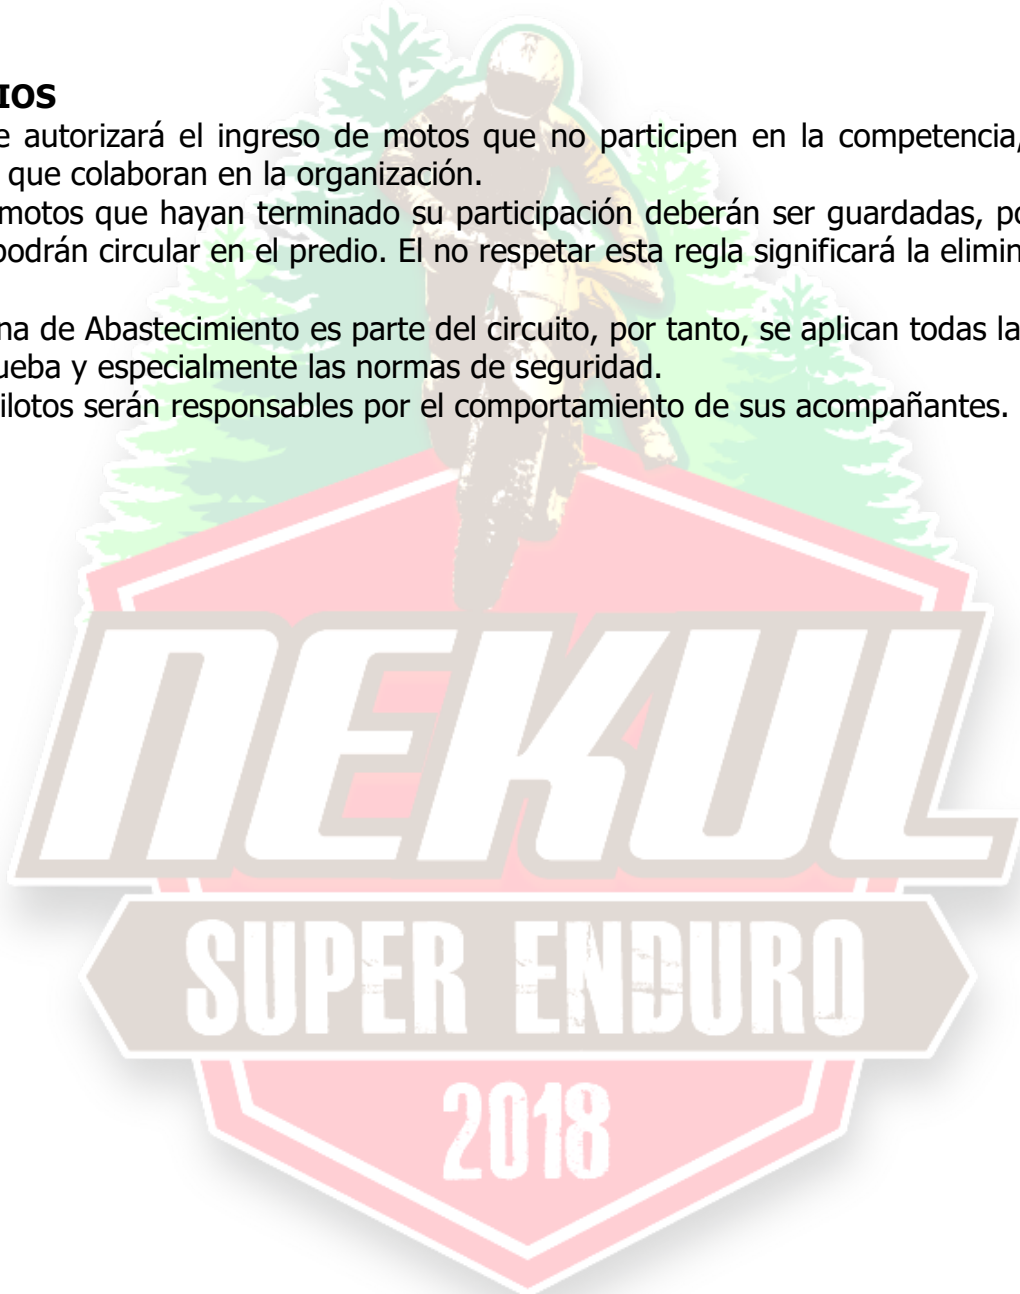 IOS
e autorizará el ingreso de motos que no participen en la competencia,
que colaboran en la organización.
motos que hayan terminado su participación deberán ser guardadas, po
podrán circular en el predio. El no respetar esta regla significará la elimin
na de Abastecimiento es parte del circuito, por tanto, se aplican todas la
ueba y especialmente las normas de seguridad.
ilotos serán responsables por el comportamiento de sus acompañantes.
NEKUL
SUPER ENDURO
2018